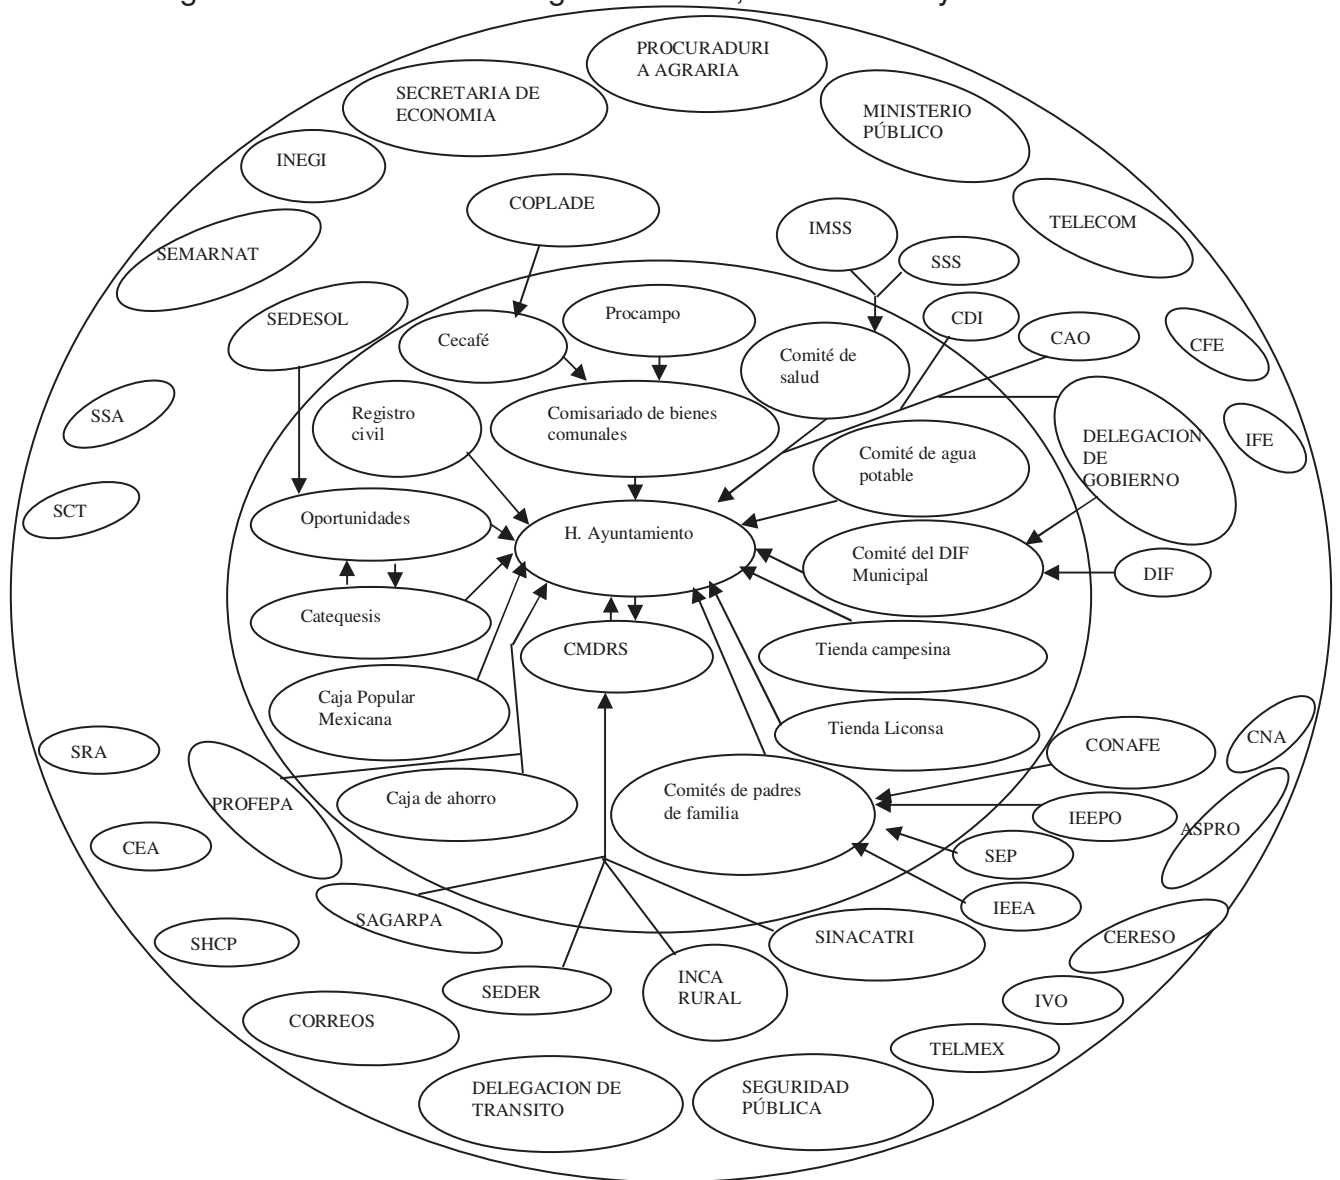 PROCURADURI
A AGRARIA
SECRETARIA DE
ECONOMIA
MINISTERIO
PÚBLICO
INEGI
COPLADE
IMSS
TELECOM
SEMARNAT
SSS
SEDESOL
Procampo
CDI
Cecafé
CAO
CFE
Comité de
salud
SSA
Registro
civil
Comisariado de bienes
comunales
DELEGACION
DE
GOBIERNO
IFE
Comité de agua
potable
SCT
Oportunidades
H. Ayuntamiento
Comité del DIF
Municipal
DIF
Catequesis
CMDRS
Tienda campesina
Caja Popular
Mexicana
Tienda Liconsa
SRA
CONAFE
CNA
PROFEPA
Caja de ahorro
Comités de padres
de familia
IEEPO
ASPRO
CEA
SEP
IEEA
SAGARPA
SHCP
SINACATRI
CERESO
SEDER
INCA
RURAL
IVO
CORREOS
TELMEX
DELEGACION DE
TRANSITO
SEGURIDAD
PÚBLICA